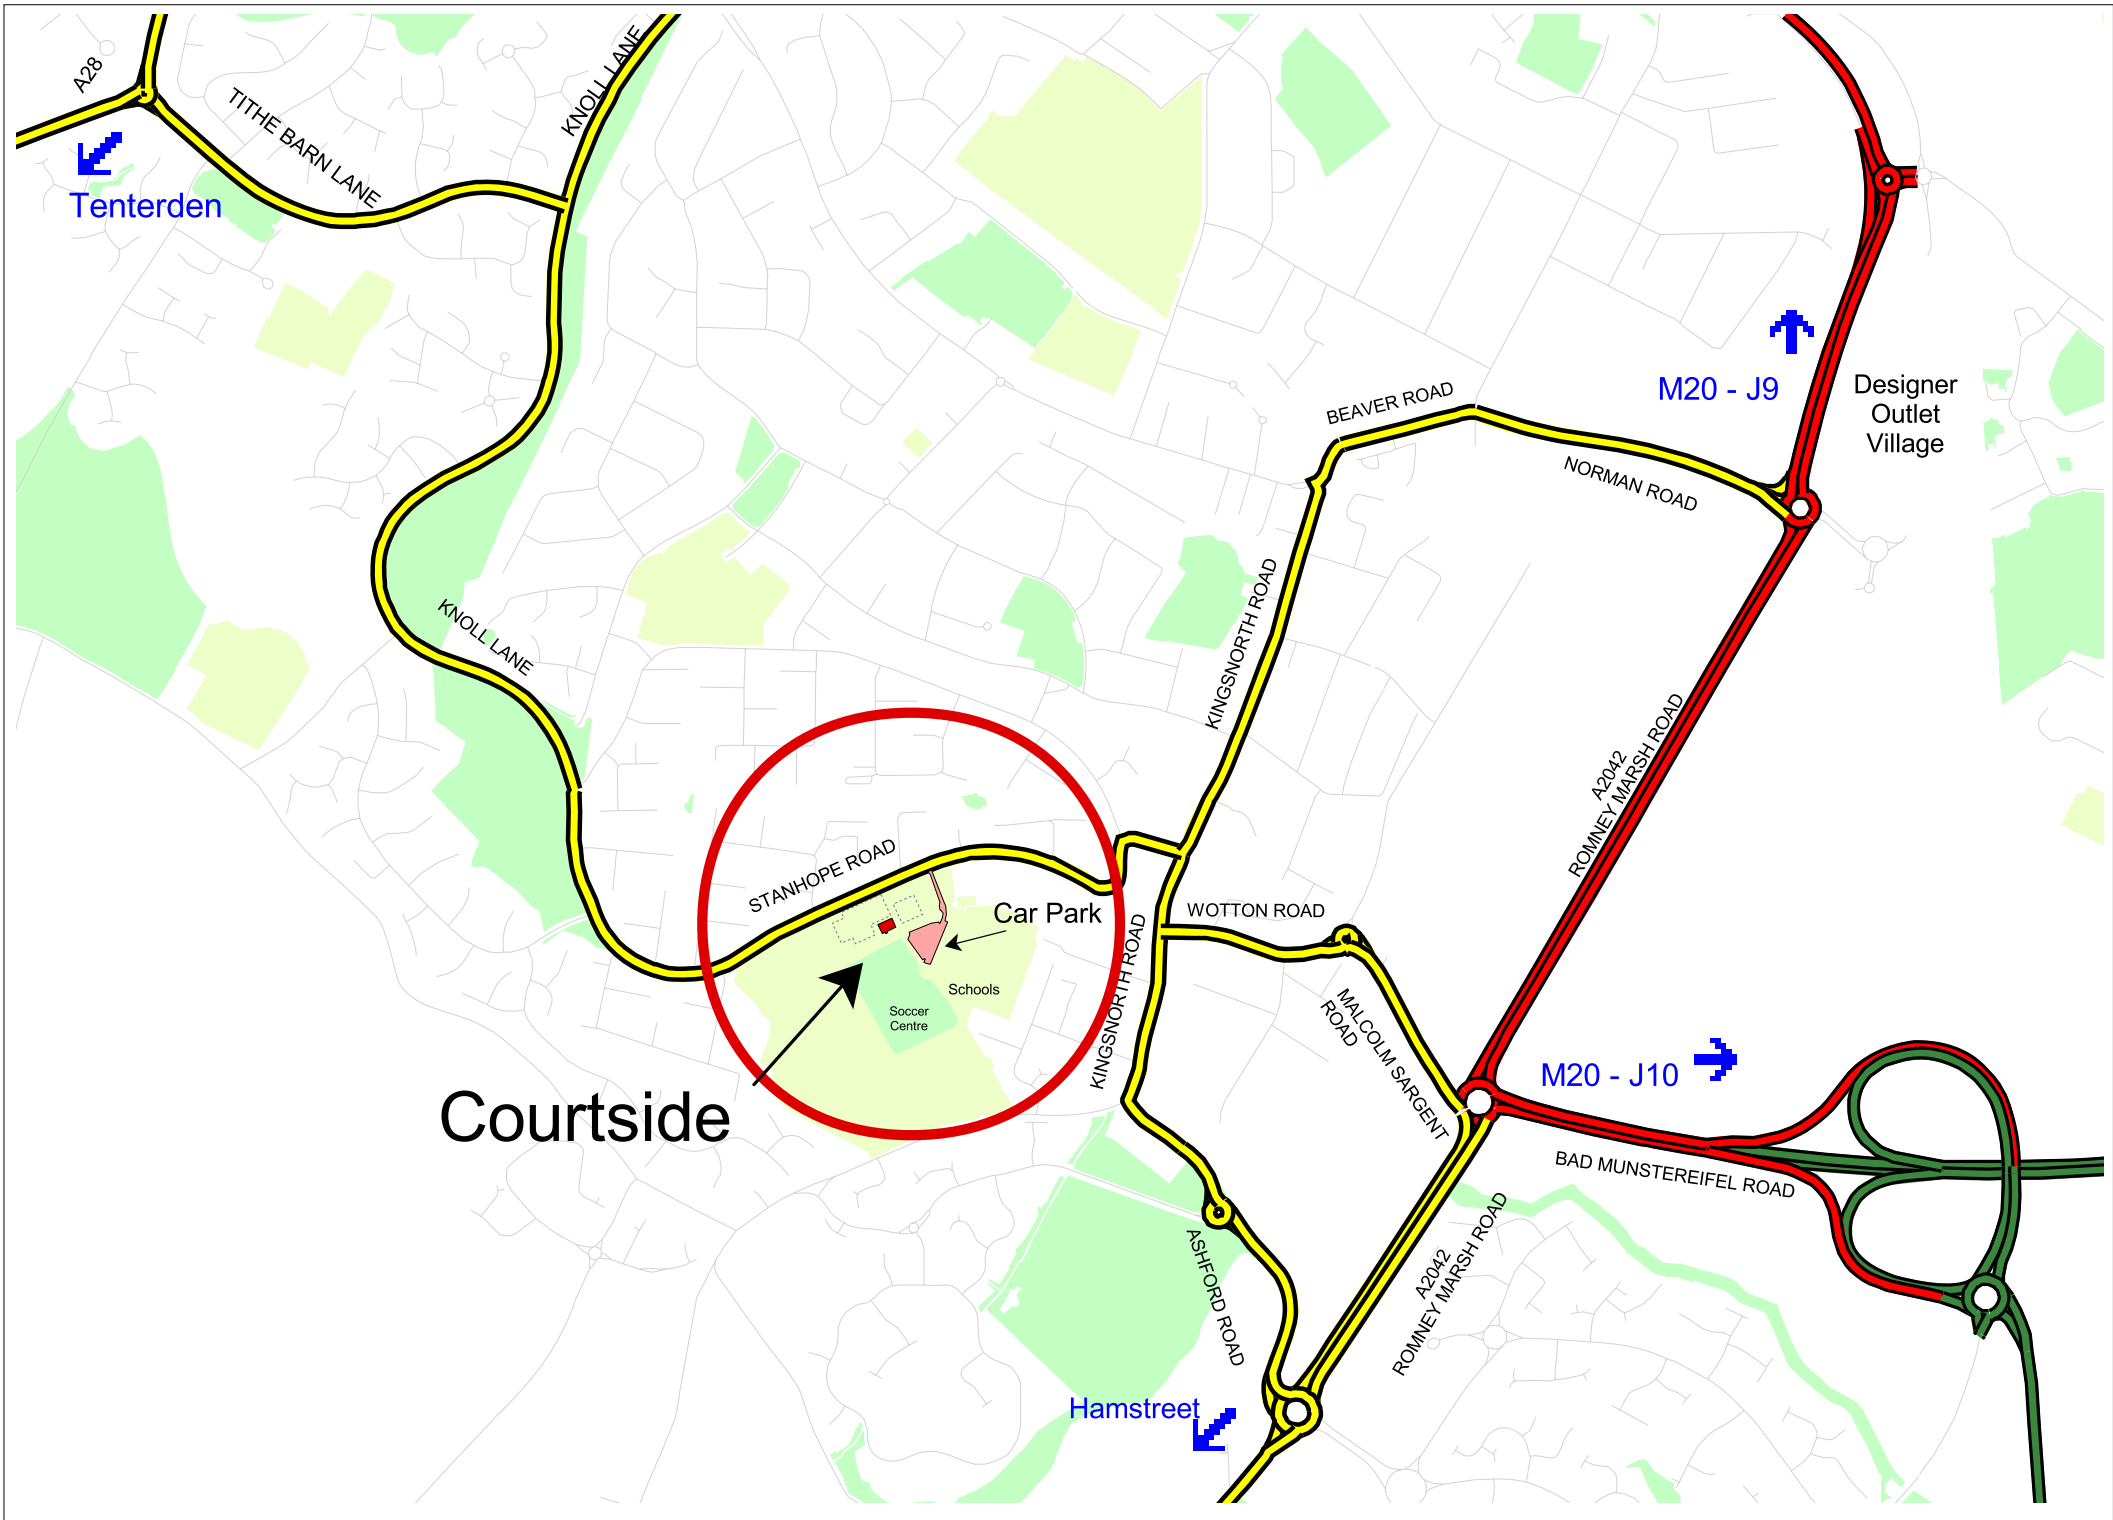 A28
KNOLL LANE
TITHE BARN LANE
Tenterden
M20 - J9
Designer
Outlet
Village
BEAVER ROAD
NORMAN ROAD
KNOLL LANE
KINGSNORTH ROAD
A2042
ROMNEY MARSH ROAD
STANHOPE ROAD
Car Park
WOTTON ROAD
Schools
Soccer
Centre
KINGSNORTH ROAD
MALCOLM SARGENT
ROAD
M20 - J10
Courtside
BAD MUNSTEREIFEL ROAD
ASHFORD ROAD
A2042
ROMNEY MARSH ROAD
Hamstreet